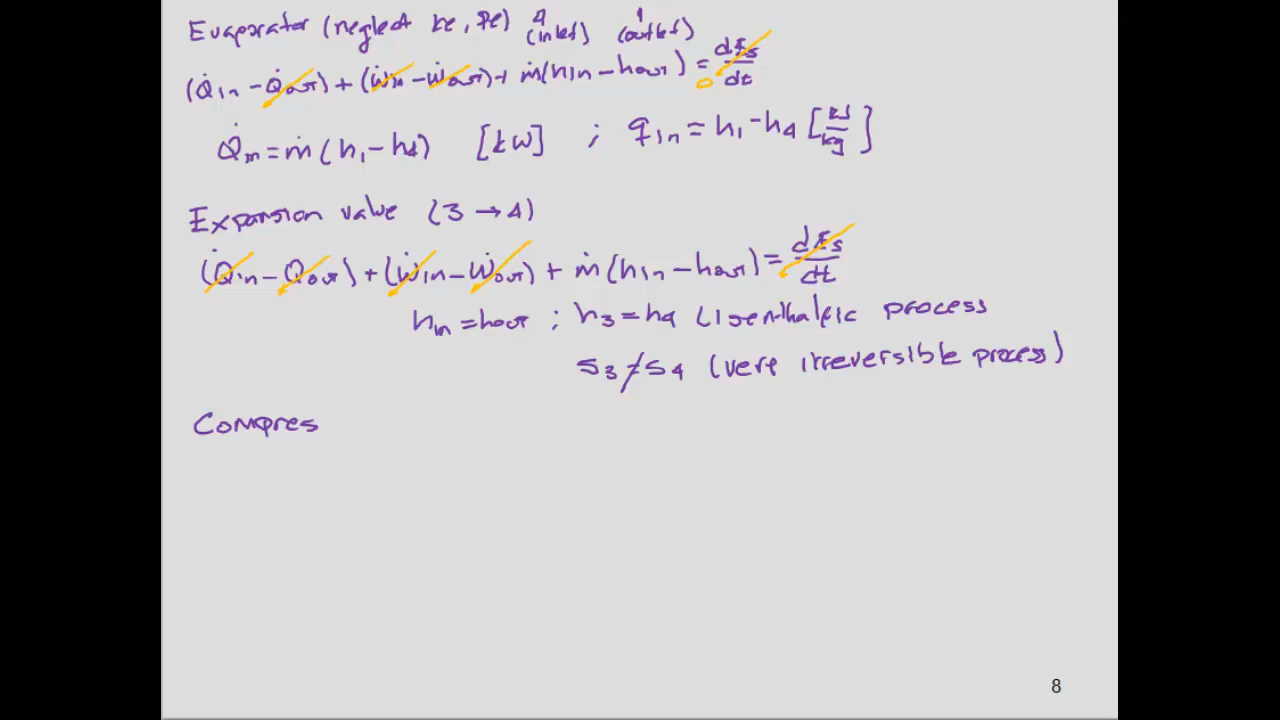 Evaporator (neglect ke, Pe) 4 (inlet) 1 (outlet)
(Q̇in - Q̇out) + (Ẇin - Ẇout) + ṁ(hin - hout) = dEs/dt 0
Q̇in = ṁ(h1 - h4) [kW] ; qin = h1 - h4 [kJ/kg]
Expansion valve (3 → 4)
(Q̇in - Q̇out) + (Ẇin - Ẇout) + ṁ(hin - hout) = dEs/dt
hin = hout ; h3 = h4 (isenthalpic process
s3 ≠ s4 (very irreversible process)
Compres
8